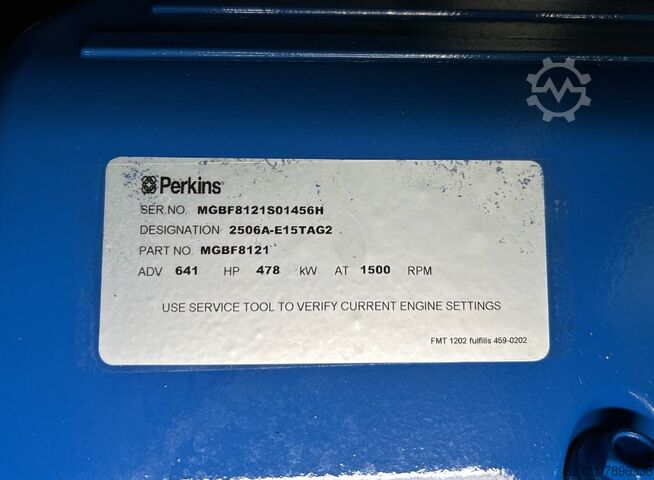 Perkins
SER.NO. MGBF8121S01456H
DESIGNATION 2506A-E15TAG2
PART NO. MGBF8121
ADV 641 HP 478 kW AT 1500 RPM
USE SERVICE TOOL TO VERIFY CURRENT ENGINE SETTINGS
FMT 1202 fulfills 459-0202